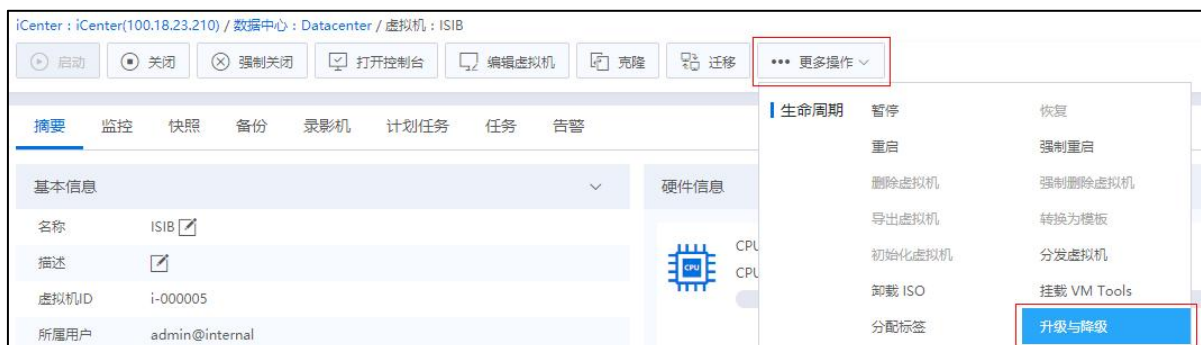 iCenter：iCenter(100.18.23.210) / 数据中心：Datacenter / 虚拟机：ISIB
启动 关闭 强制关闭 打开控制台 编辑虚拟机 克隆 迁移 ••• 更多操作
摘要 监控 快照 备份 录影机 计划任务 任务 告警
生命周期 暂停 恢复
重启 强制重启
删除虚拟机 强制删除虚拟机
导出虚拟机 转换为模板
初始化虚拟机 分发虚拟机
卸载 ISO 挂载 VM Tools
分配标签 升级与降级
基本信息
名称 ISIB
描述
虚拟机ID i-000005
所属用户 admin@internal
硬件信息
CPU
CPU
CPU